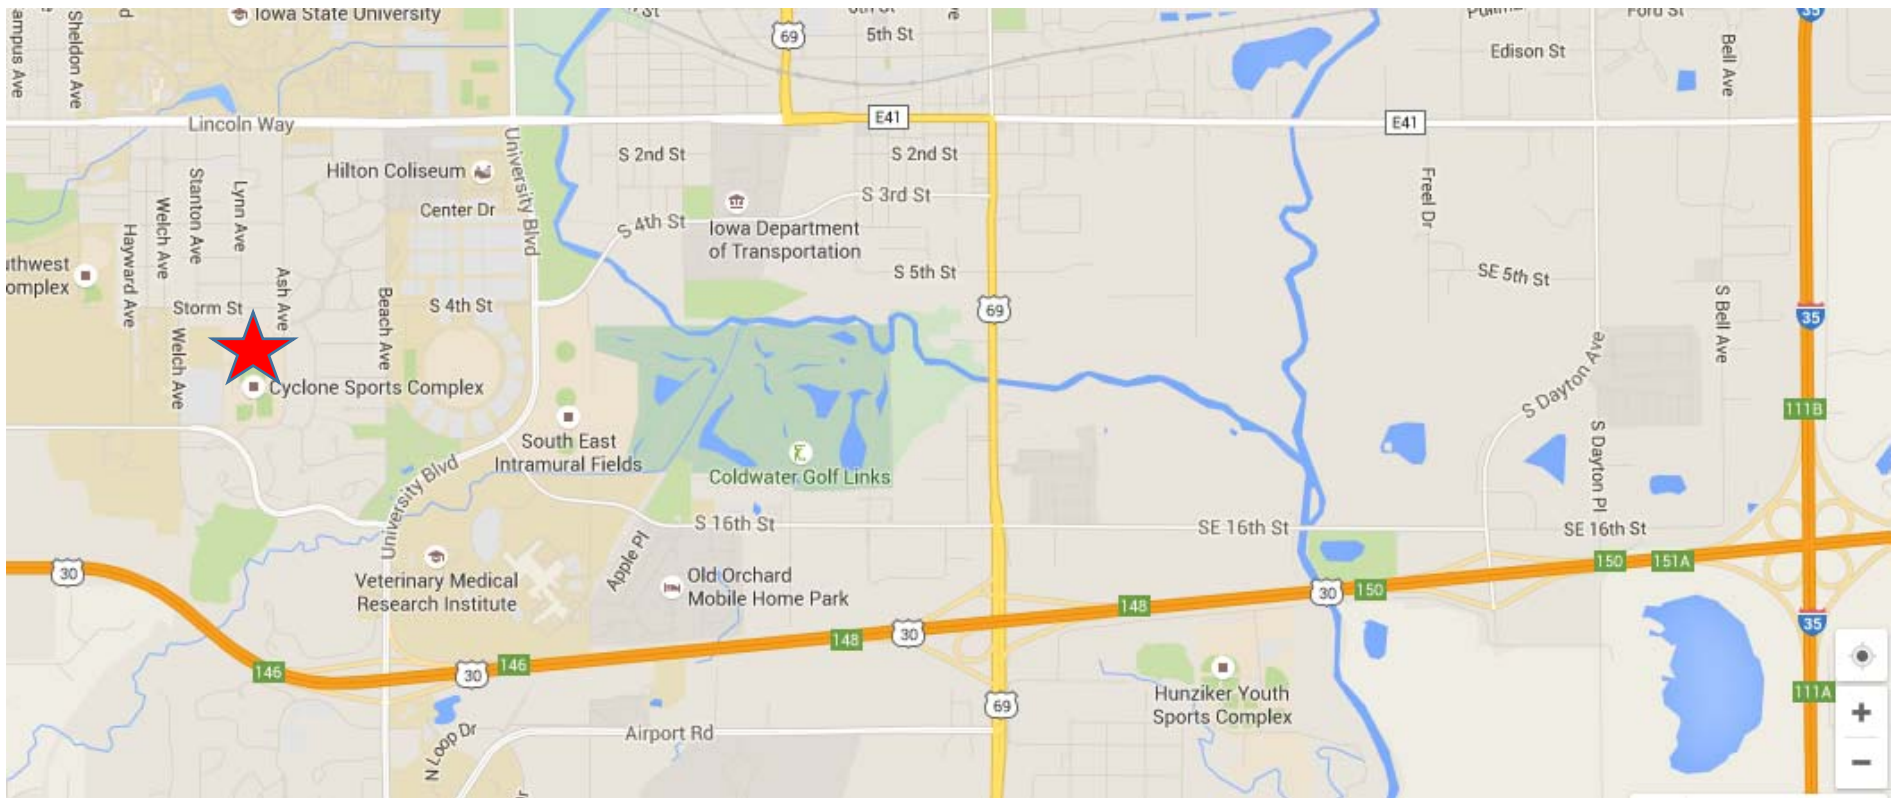 Iowa State University
5th St
Edison St
Ford St
Bell Ave
35
69
Sheldon Ave
Lincoln Way
E41
E41
University Blvd
Hilton Coliseum
S 2nd St
S 2nd St
Stanton Ave
Lynn Ave
Welch Ave
Hayward Ave
Center Dr
S 3rd St
S 4th St
Iowa Department
of Transportation
Freel Dr
S 5th St
SE 5th St
Ash Ave
Beach Ave
Storm St
S 4th St
69
S Bell Ave
35
Welch Ave
Cyclone Sports Complex
S Dayton Ave
111B
South East
Intramural Fields
Coldwater Golf Links
S Dayton Pl
University Blvd
S 16th St
SE 16th St
SE 16th St
30
Veterinary Medical
Research Institute
Apple Pl
Old Orchard
Mobile Home Park
150
151A
30
150
148
148
30
35
146
30
146
Hunziker Youth
Sports Complex
111A
69
N Loop Dr
Airport Rd
+
−